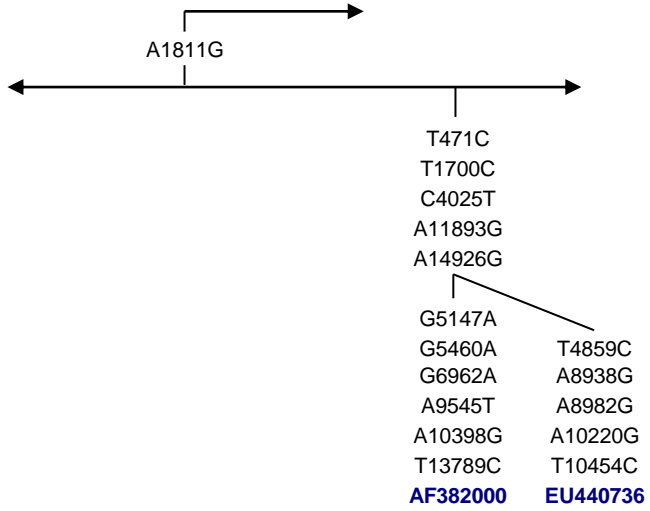 A1811G
T471C
T1700C
C4025T
A11893G
A14926G
G5147A
G5460A
G6962A
A9545T
A10398G
T13789C
AF382000
T4859C
A8938G
A8982G
A10220G
T10454C
EU440736